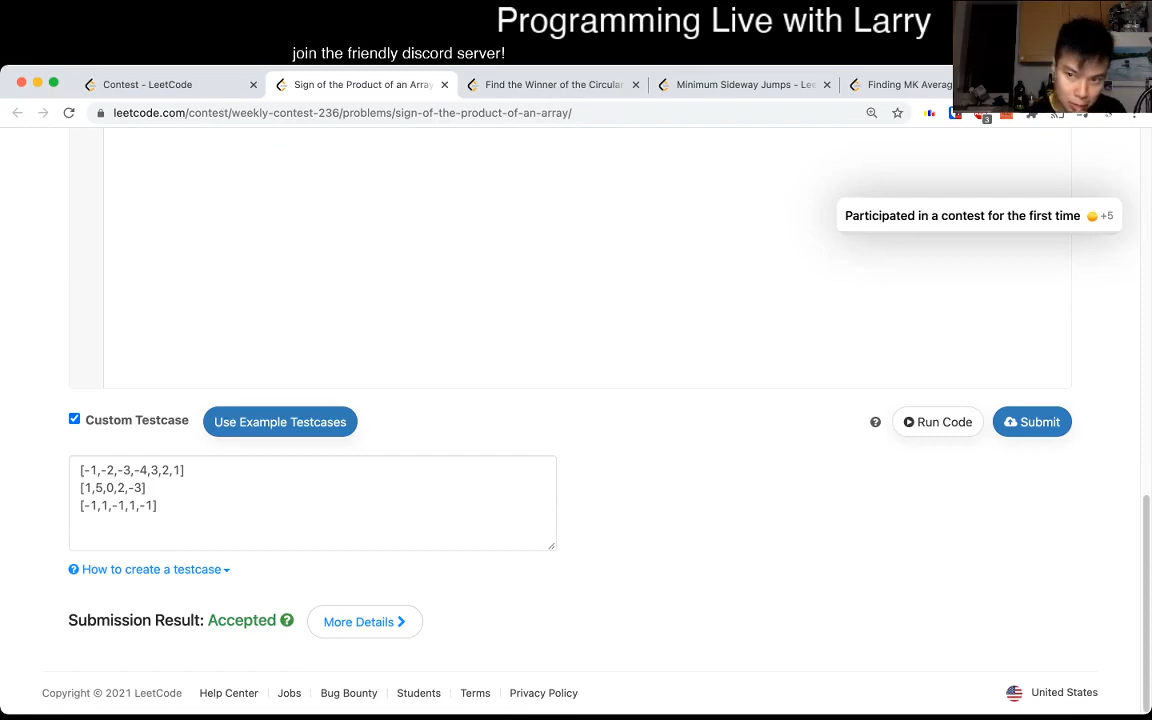 Programming Live with Larry
join the friendly discord server!
Contest - LeetCode
Sign of the Product of an Array
Find the Winner of the Circular
Minimum Sideway Jumps - Lee
Finding MK Averag
leetcode.com/contest/weekly-contest-236/problems/sign-of-the-product-of-an-array/
3
Participated in a contest for the first time +5
Custom Testcase
Use Example Testcases
Run Code
Submit
[-1,-2,-3,-4,3,2,1]
[1,5,0,2,-3]
[-1,1,-1,1,-1]
How to create a testcase
Submission Result: Accepted
More Details
Copyright © 2021 LeetCode
Help Center
Jobs
Bug Bounty
Students
Terms
Privacy Policy
United States